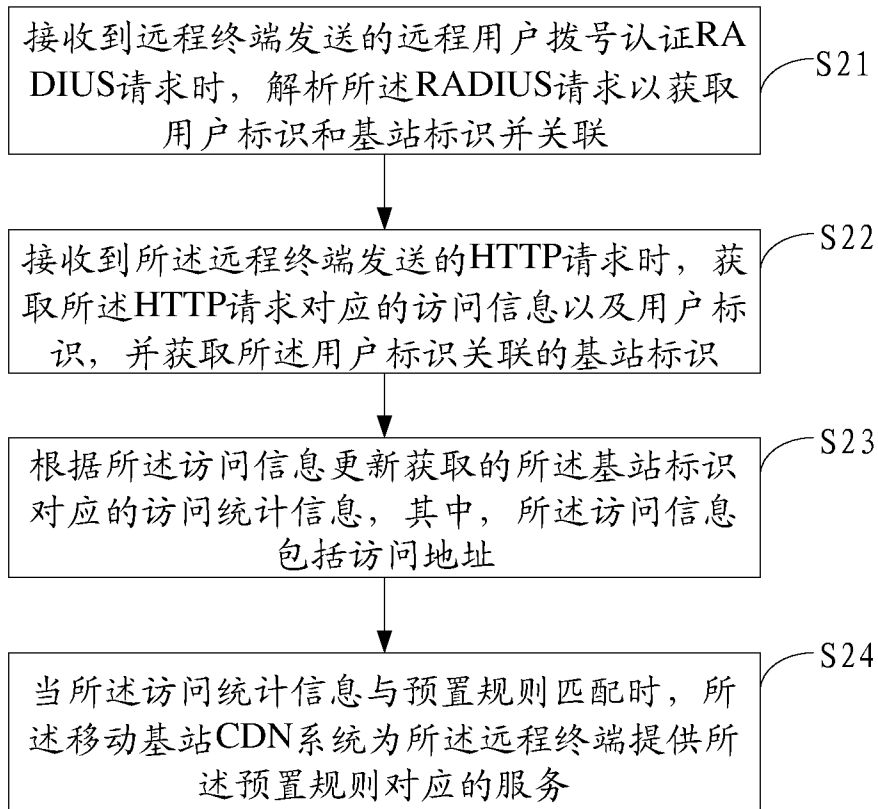 接收到远程终端发送的远程用户拨号认证RA
DIUS请求时，解析所述RADIUS请求以获取
用户标识和基站标识并关联
S21
接收到所述远程终端发送的HTTP请求时，获
取所述HTTP请求对应的访问信息以及用户标
识，并获取所述用户标识关联的基站标识
S22
根据所述访问信息更新获取的所述基站标识
对应的访问统计信息，其中，所述访问信息
包括访问地址
S23
当所述访问统计信息与预置规则匹配时，所
述移动基站CDN系统为所述远程终端提供所
述预置规则对应的服务
S24